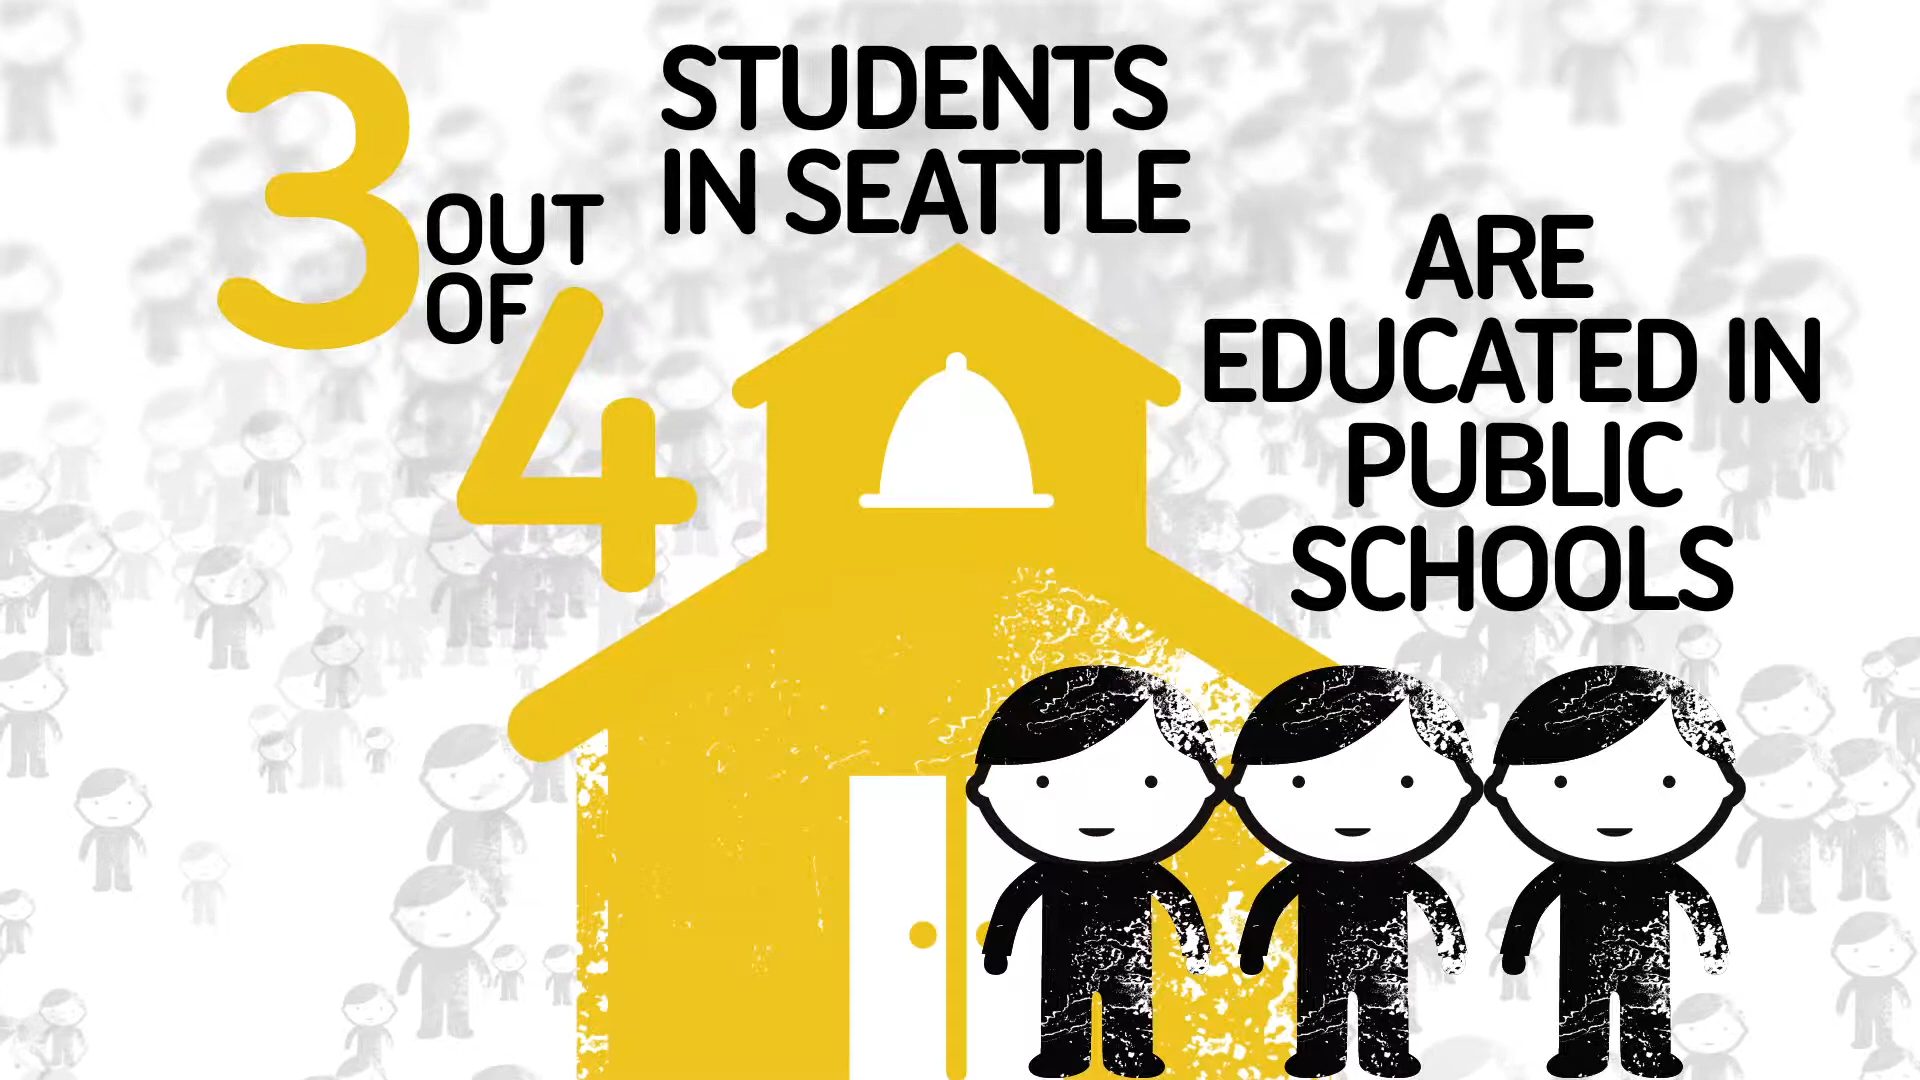 3
OUT
OF
4
STUDENTS
IN SEATTLE
ARE
EDUCATED IN
PUBLIC
SCHOOLS